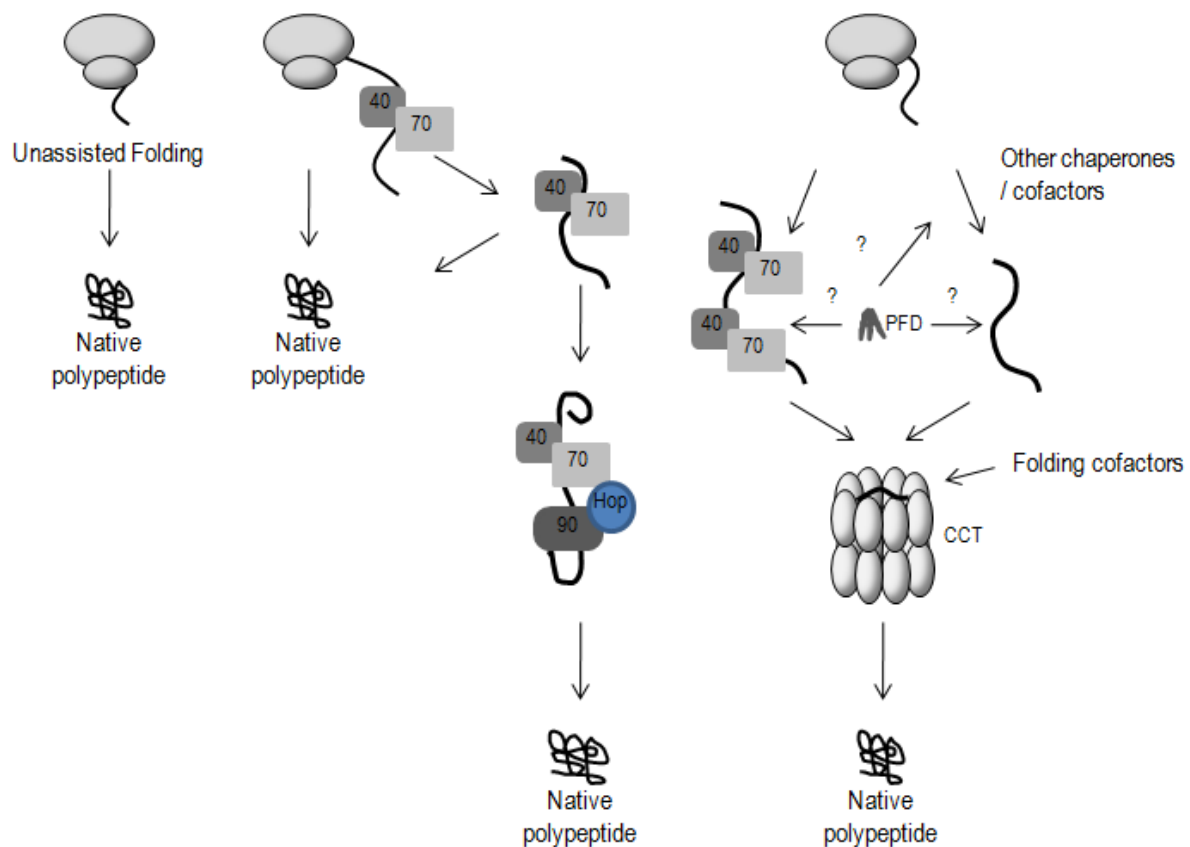 40
70
Unassisted Folding
Other chaperones
/ cofactors
40
70
40
70
?
?
?
40
70
PFD
Native
polypeptide
Native
polypeptide
40
70
Hop
90
Folding cofactors
CCT
Native
polypeptide
Native
polypeptide